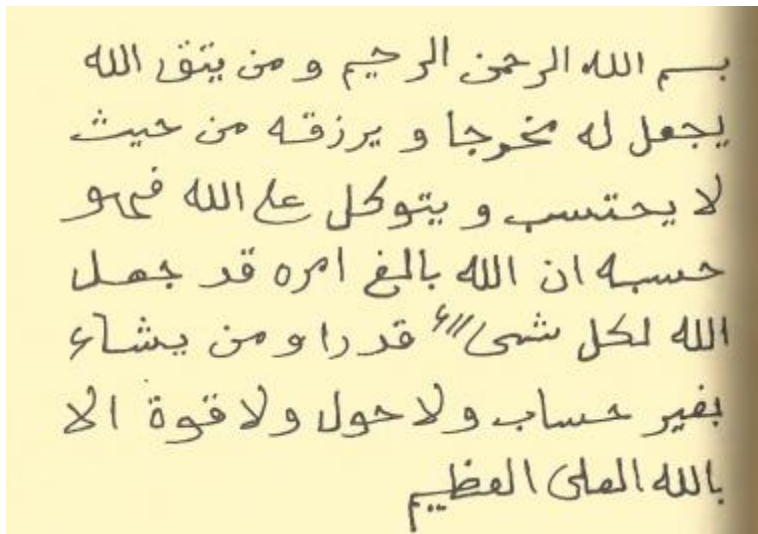 بسم الله الرحمن الرحيم و من يتق الله
يجعل له مخرجا و يرزقه من حيث
لا يحتسب و يتوكل على الله فهو
حسبه ان الله بالغ امره قد جعل
الله لكل شىء قدرا و من يشاء
بغير حساب ولا حول ولا قوة الا
بالله العلى العظيم